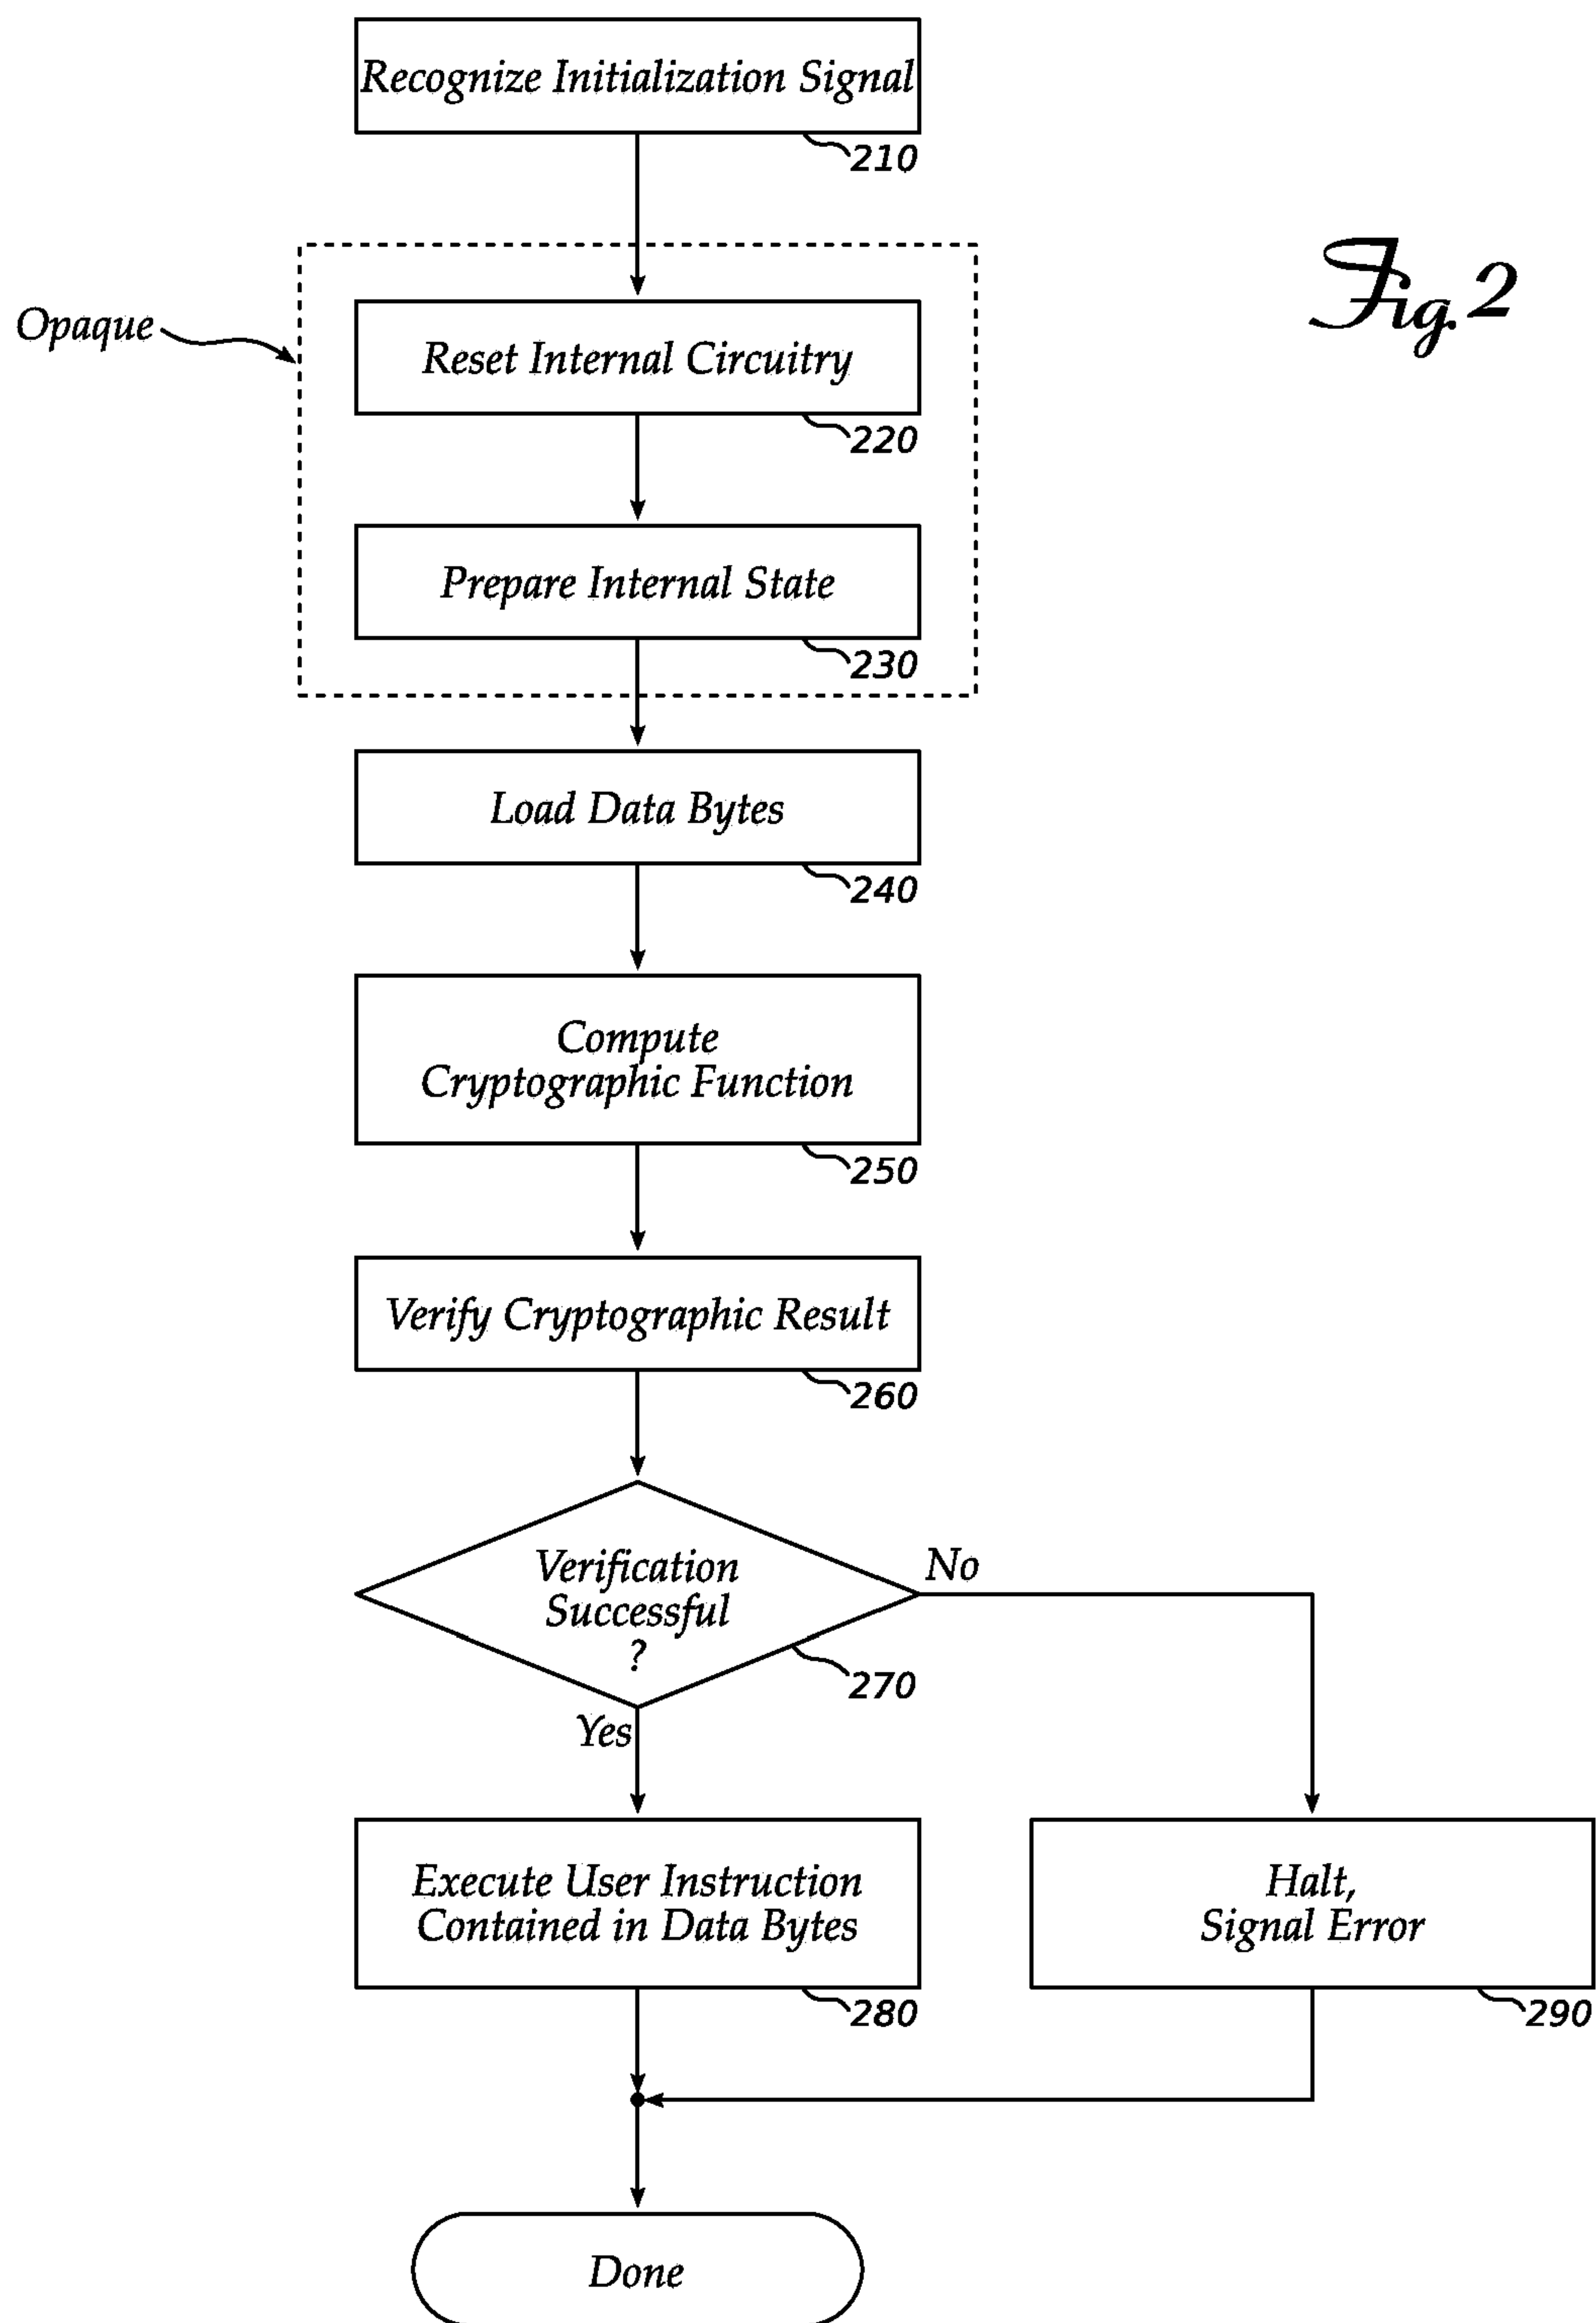 Recognize Initialization Signal
210
Fig. 2
Opaque
Reset Internal Circuitry
220
Prepare Internal State
230
Load Data Bytes
240
Compute
Cryptographic Function
250
Verify Cryptographic Result
260
Verification
Successful
?
No
270
Yes
Execute User Instruction
Contained in Data Bytes
280
Halt,
Signal Error
290
Done